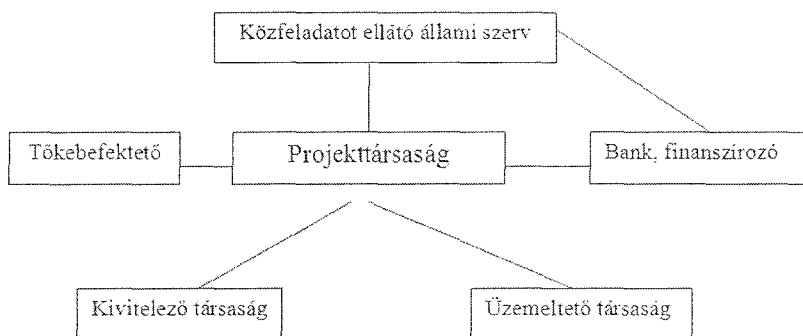 Közfeladatot ellátó állami szerv
Tőkebefektető
Projekttársaság
Bank, finanszírozó
Kivitelező társaság
Üzemeltető társaság